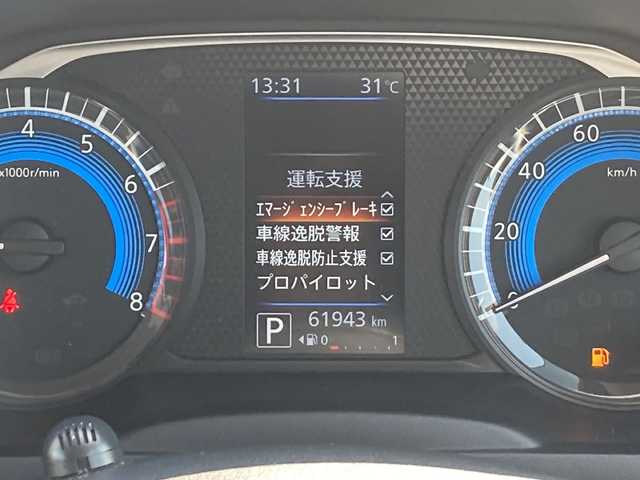 13:31 31℃
運転支援
ｴﾏｰｼﾞｪﾝｼｰﾌﾞﾚｰｷ
車線逸脱警報
車線逸脱防止支援
プロパイロット
61943 km
P
0 1
4
5
6
7
8
x1000r/min
60
40
20
0
km/h